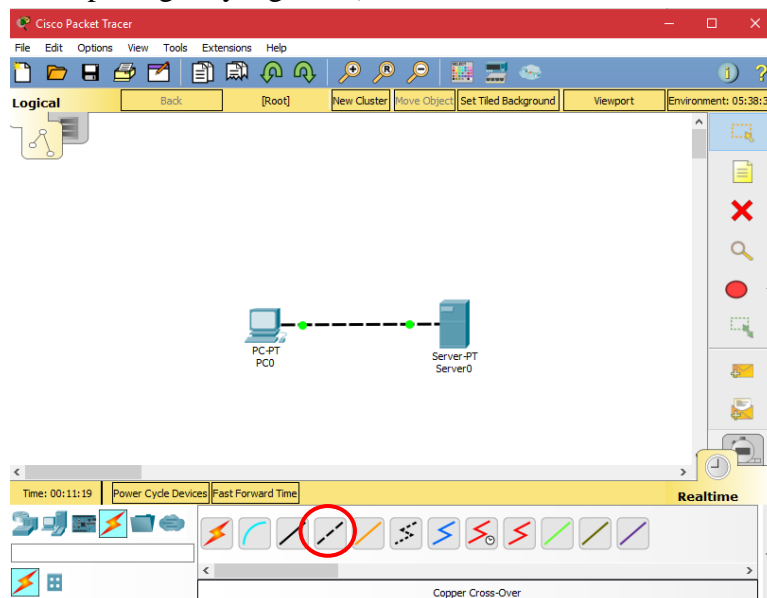 Cisco Packet Tracer
File Edit Options View Tools Extensions Help
Logical Back [Root] New Cluster Move Object Set Tiled Background Viewport Environment: 05:38:3
PC-PT
PC0
Server-PT
Server0
Time: 00:11:19 Power Cycle Devices Fast Forward Time Realtime
Copper Cross-Over